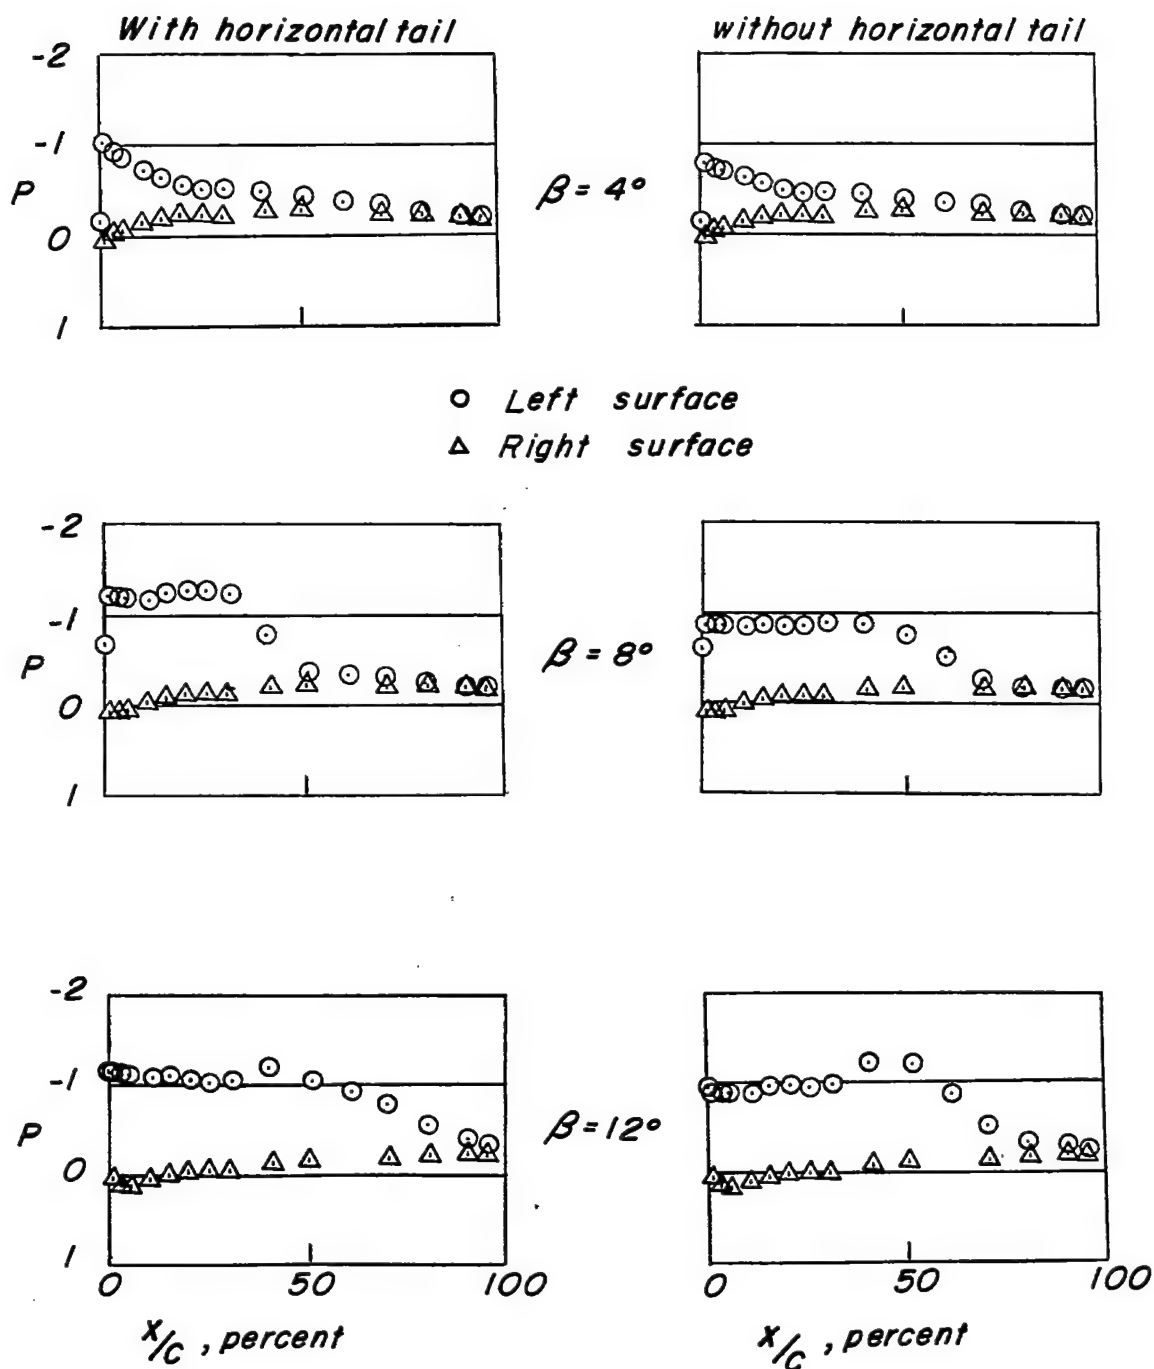 With horizontal tail
without horizontal tail
-2
-1
P
0
1
β = 4°
Left surface
Right surface
-2
-1
P
0
1
β = 8°
-2
-1
P
0
1
β = 12°
0 50 100
0 50 100
x/c, percent
x/c, percent